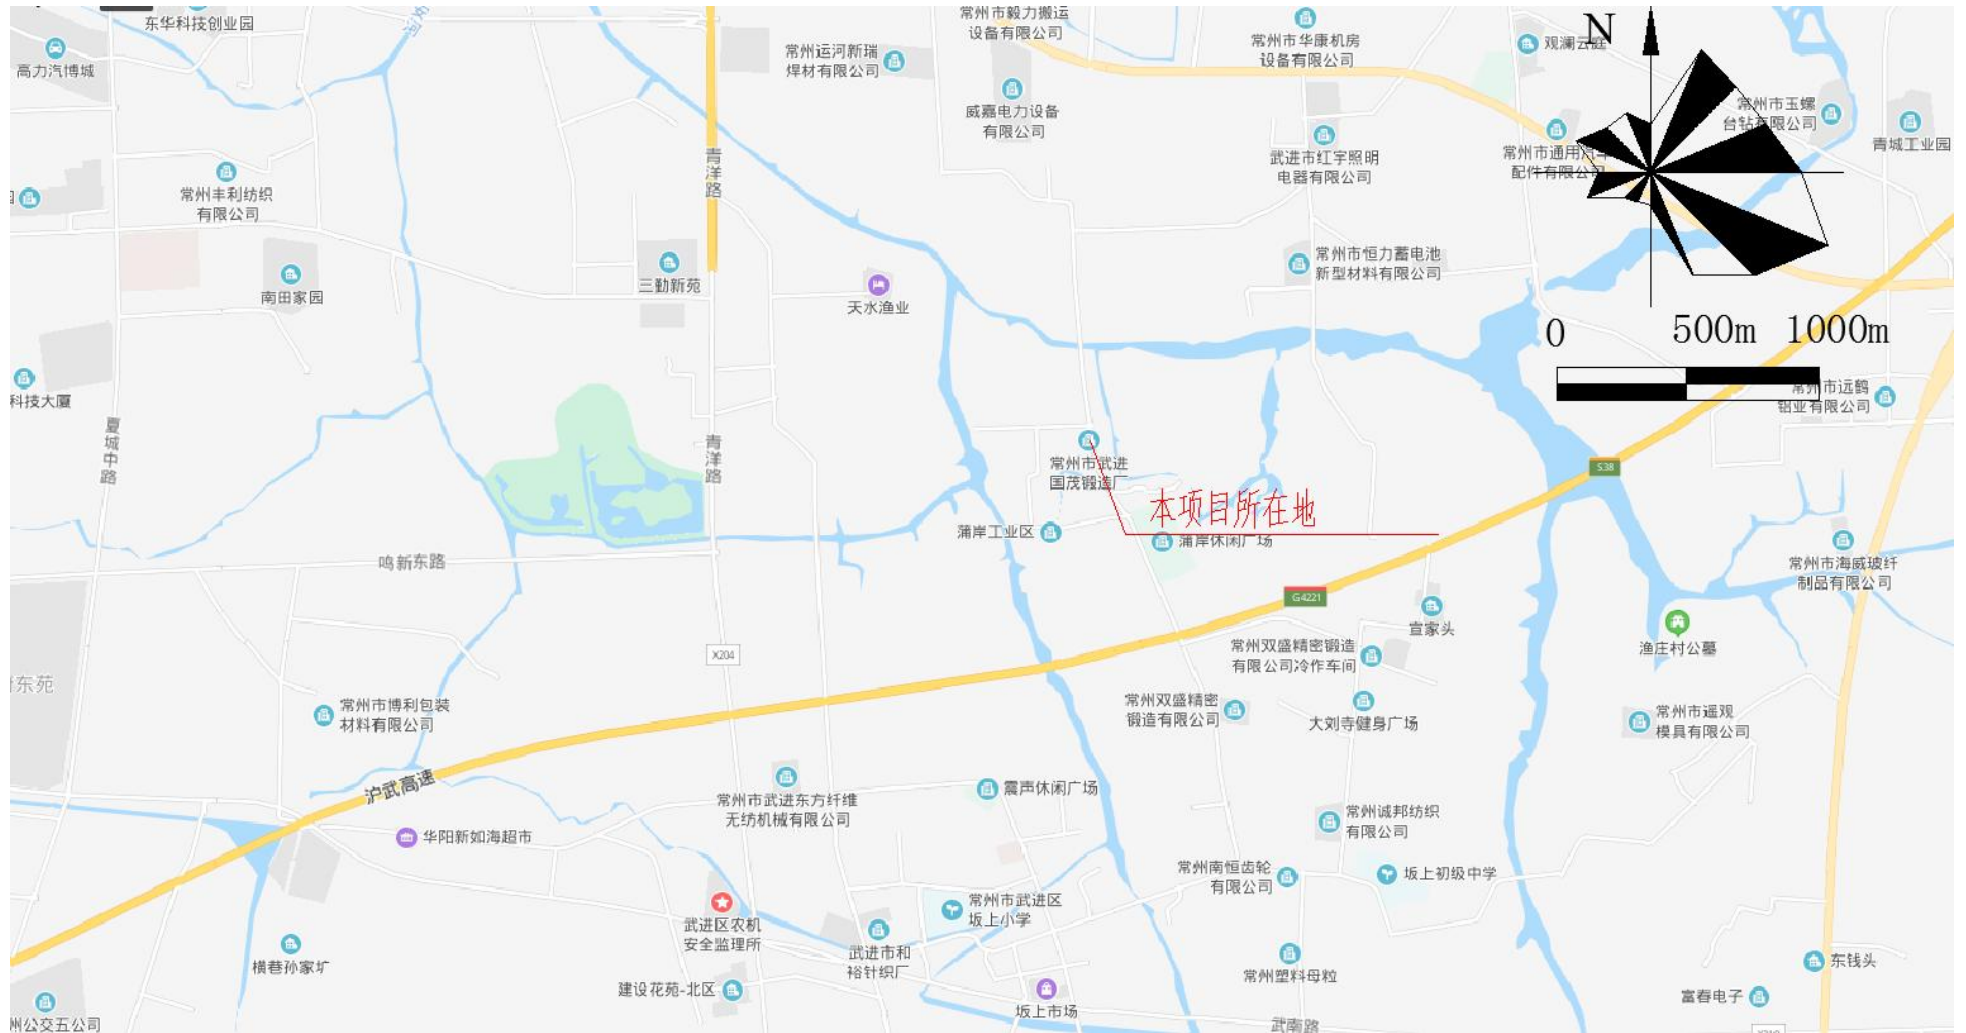 东华科技创业园
高力汽博城
常州运河新瑞
焊材有限公司
常州市毅力搬运
设备有限公司
常州市华康机房
设备有限公司
观澜云庭
N
威嘉电力设备
有限公司
常州市玉螺
台钻有限公司
青城工业园
武进市红宇照明
电器有限公司
常州市通用汽车
配件有限公司
青洋路
常州丰利纺织
有限公司
三勤新苑
南田家园
天水渔业
常州市恒力蓄电池
新型材料有限公司
0 500m 1000m
科技大厦
常州市远鹤
铝业有限公司
夏城中路
青洋路
常州市武进
国茂锻造厂
S38
本项目所在地
蒲岸工业区
蒲岸休闲广场
鸣新东路
常州市海威玻纤
制品有限公司
G4221
宣家头
渔庄村公墓
X204
常州双盛精密锻造
有限公司冷作车间
东苑
常州市博利包装
材料有限公司
常州双盛精密
锻造有限公司
大刘寺健身广场
常州市遥观
模具有限公司
沪武高速
常州市武进东方纤维
无纺机械有限公司
震声休闲广场
华阳新如海超市
常州诚邦纺织
有限公司
常州南恒齿轮
有限公司
坂上初级中学
武进区农机
安全监理所
常州市武进区
坂上小学
横巷孙家圹
武进市和
裕针织厂
建设花苑-北区
常州塑料母粒
东钱头
坂上市场
富春电子
州公交五公司
武南路